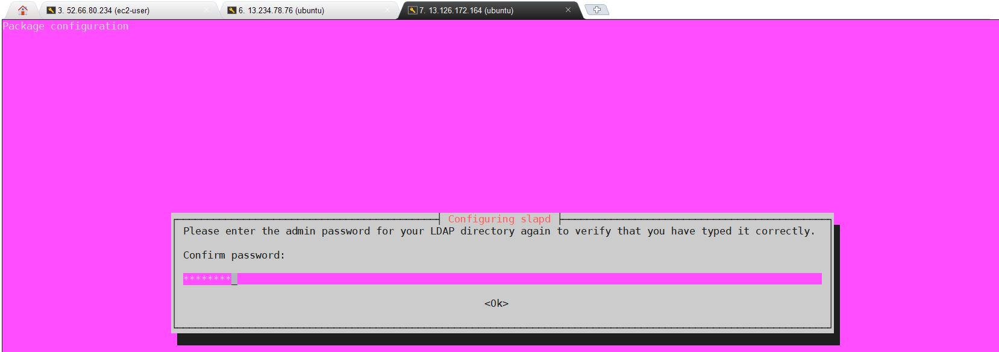 3. 52.66.80.234 (ec2-user)
6. 13.234.78.76 (ubuntu)
7. 13.126.172.164 (ubuntu)
Package configuration
Configuring slapd
Please enter the admin password for your LDAP directory again to verify that you have typed it correctly.
Confirm password:
********_
<Ok>